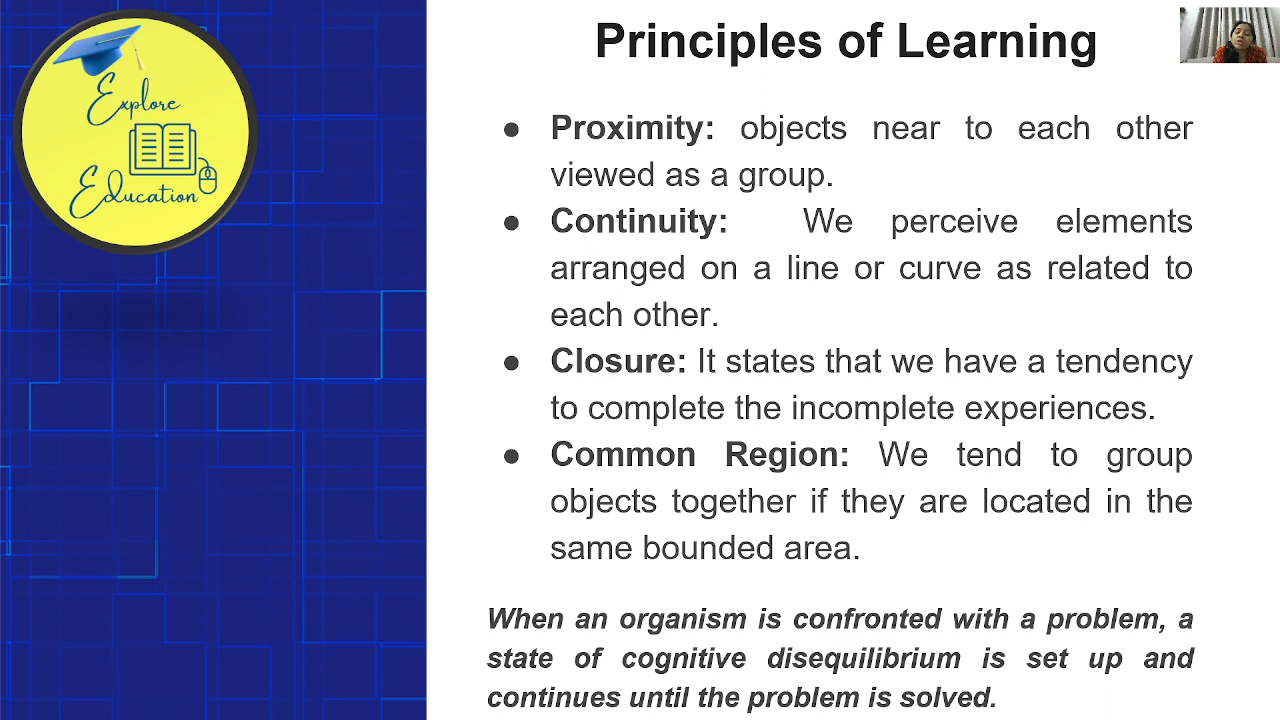 Explore
Education
Principles of Learning
● Proximity: objects near to each other
viewed as a group.
● Continuity: We perceive elements
arranged on a line or curve as related to
each other.
● Closure: It states that we have a tendency
to complete the incomplete experiences.
● Common Region: We tend to group
objects together if they are located in the
same bounded area.
When an organism is confronted with a problem, a
state of cognitive disequilibrium is set up and
continues until the problem is solved.